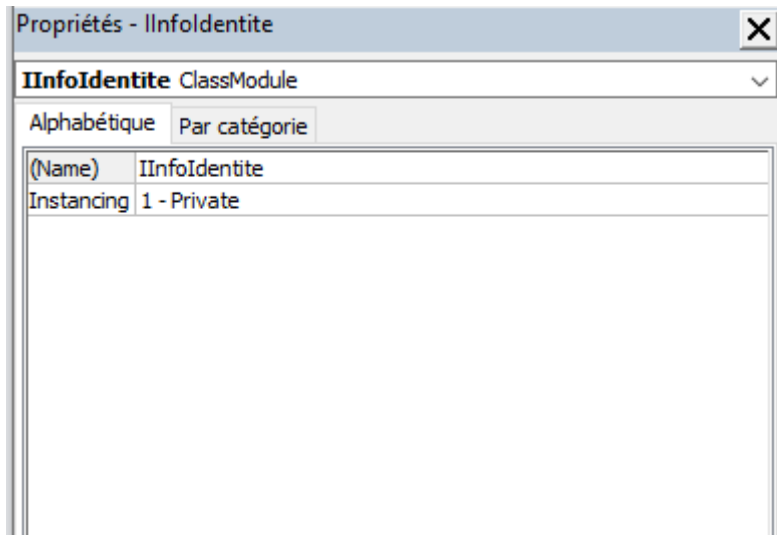 Propriétés - IInfoIdentite
IInfoIdentite ClassModule
Alphabétique Par catégorie
(Name) IInfoIdentite
Instancing 1 - Private